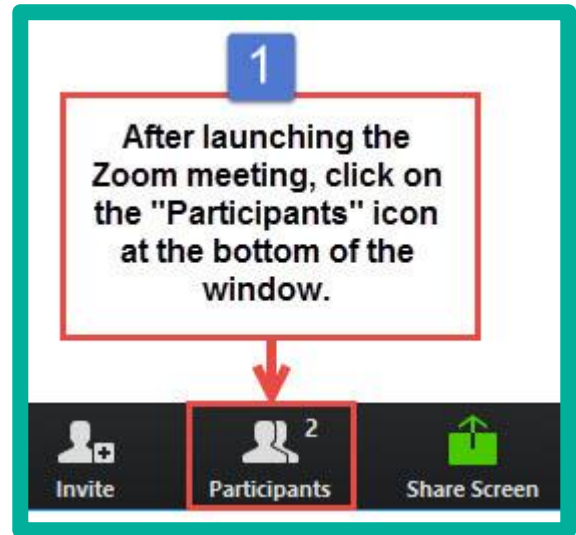 1
After launching the
Zoom meeting, click on
the "Participants" icon
at the bottom of the
window.
2
Invite
Participants
Share Screen